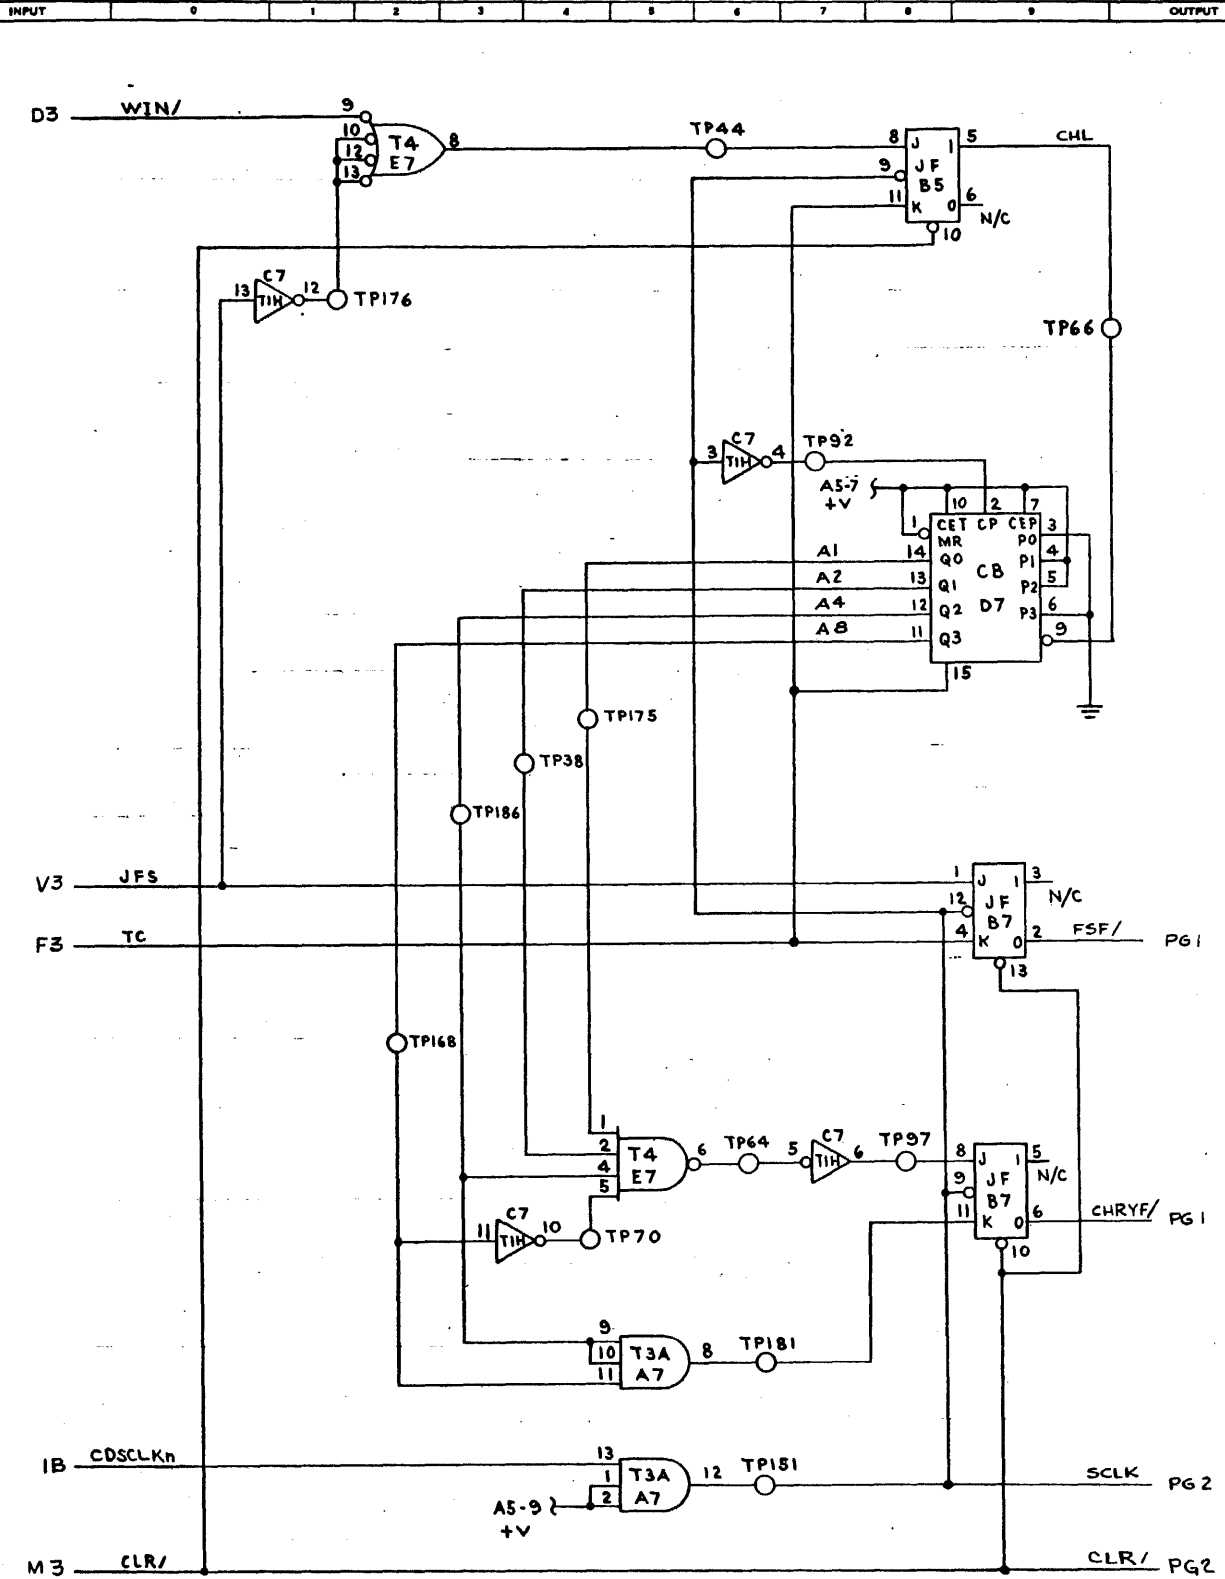 INPUT 0 1 2 3 4 5 6 7 8 9 OUTPUT
D3 WIN/ 9
10
12
13
T4
E7
8
TP44
8 J 1 5 CHL
9 JF
B5
11 K 0 6 N/C
10
C7
13 TIH 12 TP176
TP66
C7
3 TIH 4 TP92
A5-7
+V
10 2 7
1 CET CP CEP 3
MR P0
A1 14 Q0 P1 4
CB
A2 13 Q1 P2 5
A4 12 Q2 D7 P3 6
A8 11 Q3 9
15
TP175
TP38
TP186
V3 JFS 1 J 1 3 N/C
12 JF
B7
F3 TC 4 K 0 2 FSF/ PG1
13
TP168
1
2
4
5
T4
E7
6 TP64 5 C7 TIH 6 TP97 8 J 1 5 N/C
9 JF
B7
11 K 0 6 CHRYF/ PG1
10
C7
11 TIH 10 TP70
9
10
11
T3A
A7
8 TP181
1B CDSCLKn 13
1
2
T3A
A7
12 TP151 SCLK PG2
A5-9
+V
M3 CLR/ CLR/ PG2